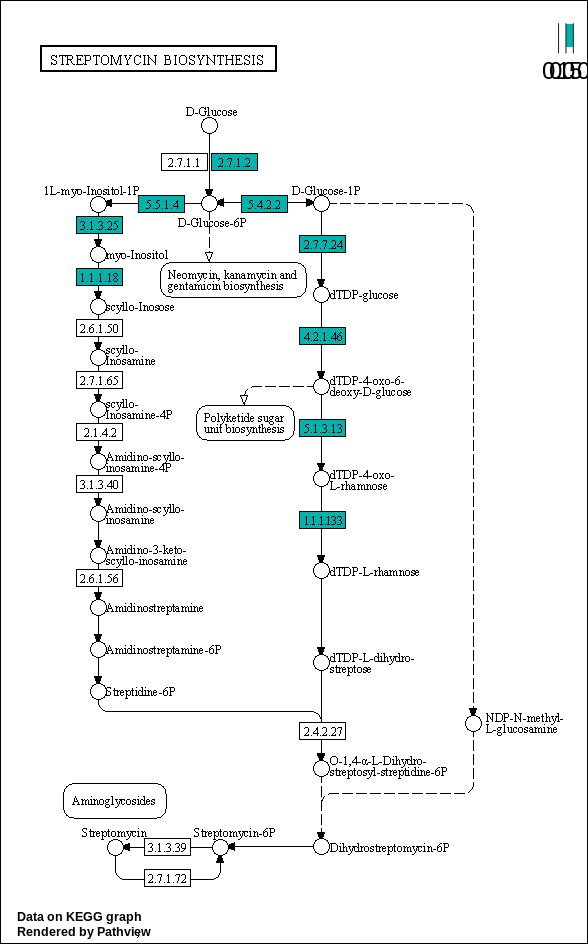 STREPTOMYCIN BIOSYNTHESIS
D-Glucose
2.7.1.1
2.7.1.2
1L-myo-Inositol-1P
5.5.1.4
5.4.2.2
D-Glucose-1P
D-Glucose-6P
3.1.3.25
2.7.7.24
myo-Inositol
1.1.1.18
Neomycin, kanamycin and
gentamicin biosynthesis
dTDP-glucose
scyllo-Inosose
2.6.1.50
4.2.1.46
scyllo-
Inosamine
2.7.1.65
dTDP-4-oxo-6-
deoxy-D-glucose
scyllo-
Inosamine-4P
Polyketide sugar
unit biosynthesis
2.1.4.2
5.1.3.13
Amidino-scyllo-
inosamine-4P
3.1.3.40
dTDP-4-oxo-
L-rhamnose
Amidino-scyllo-
inosamine
1.1.1.133
Amidino-3-keto-
scyllo-inosamine
2.6.1.56
dTDP-L-rhamnose
Amidinostreptamine
Amidinostreptamine-6P
dTDP-L-dihydro-
streptose
Streptidine-6P
2.4.2.27
NDP-N-methyl-
L-glucosamine
O-1,4-α-L-Dihydro-
streptosyl-streptidine-6P
Aminoglycosides
Streptomycin
3.1.3.39
Streptomycin-6P
Dihydrostreptomycin-6P
2.7.1.72
Data on KEGG graph
Rendered by Pathview